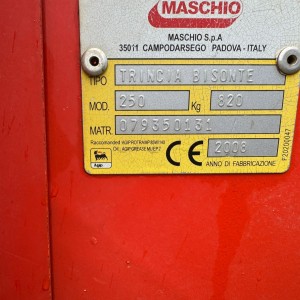 MASCHIO
MASCHIO S.p.A
35011 CAMPODARSEGO PADOVA - ITALY
TIPO TRINCIA BISONTE
MOD. 250 Kg 820
MATR. 079350131
CE 2008
ANNO DI FABBRICAZIONE
F20200047
Agip